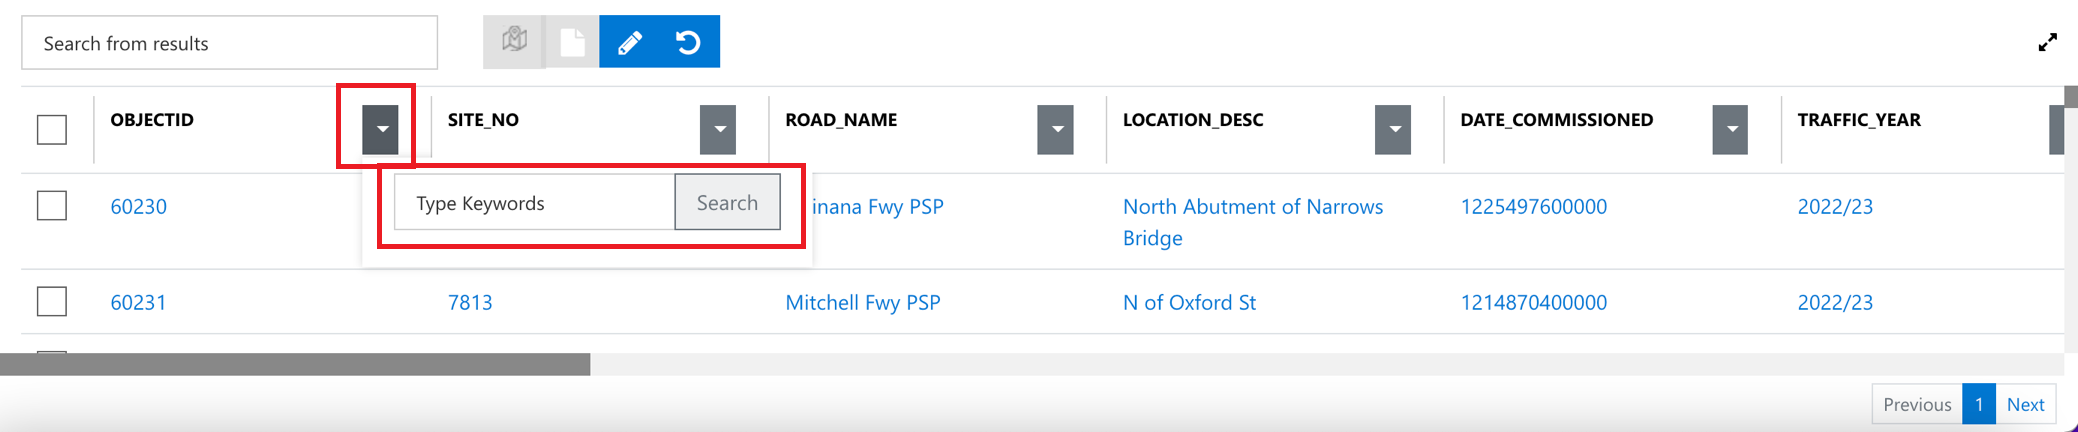 Search from results
OBJECTID SITE_NO ROAD_NAME LOCATION_DESC DATE_COMMISSIONED TRAFFIC_YEAR
Type Keywords Search
60230 inana Fwy PSP North Abutment of Narrows 1225497600000 2022/23
Bridge
60231 7813 Mitchell Fwy PSP N of Oxford St 1214870400000 2022/23
Previous 1 Next